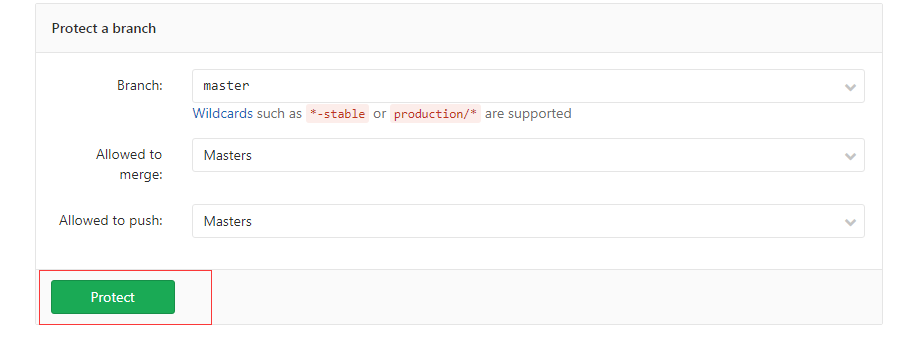 Protect a branch
Branch:
master
Wildcards such as *-stable or production/* are supported
Allowed to
merge:
Masters
Allowed to push:
Masters
Protect